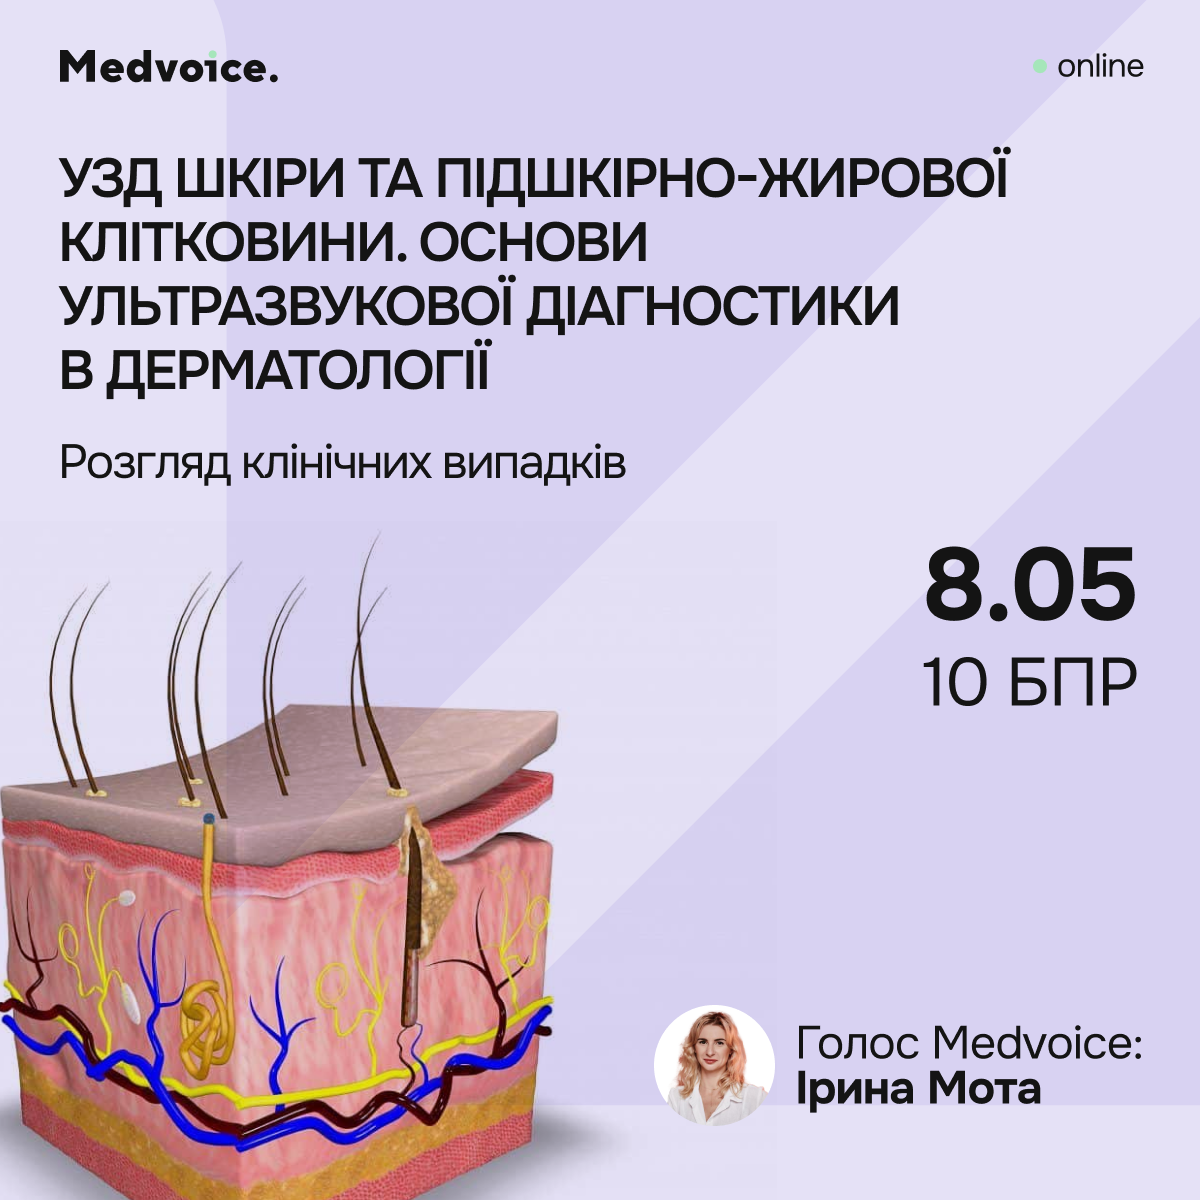 Medvoice.
online
УЗД ШКІРИ ТА ПІДШКІРНО-ЖИРОВОЇ
КЛІТКОВИНИ. ОСНОВИ
УЛЬТРАЗВУКОВОЇ ДІАГНОСТИКИ
В ДЕРМАТОЛОГІЇ
Розгляд клінічних випадків
8.05
10 БПР
Голос Medvoice:
Ірина Мота